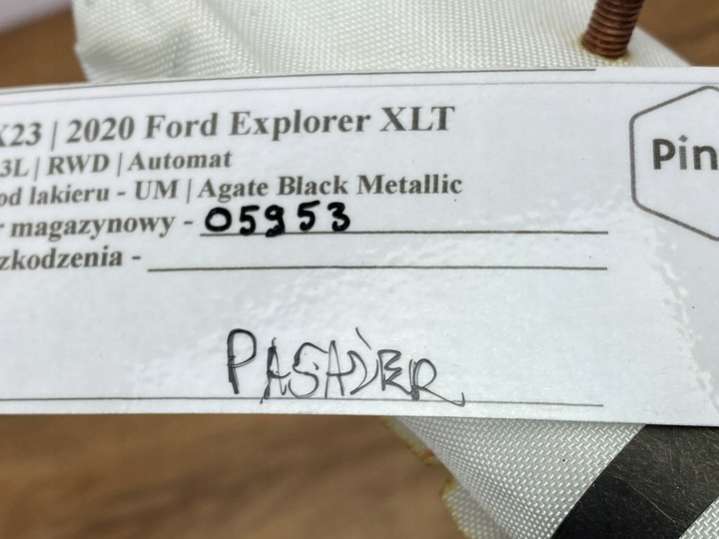 X23 | 2020 Ford Explorer XLT
3L | RWD | Automat
od lakieru - UM | Agate Black Metallic
r magazynowy - 05953
zkodzenia -
Pin
PASAŻER